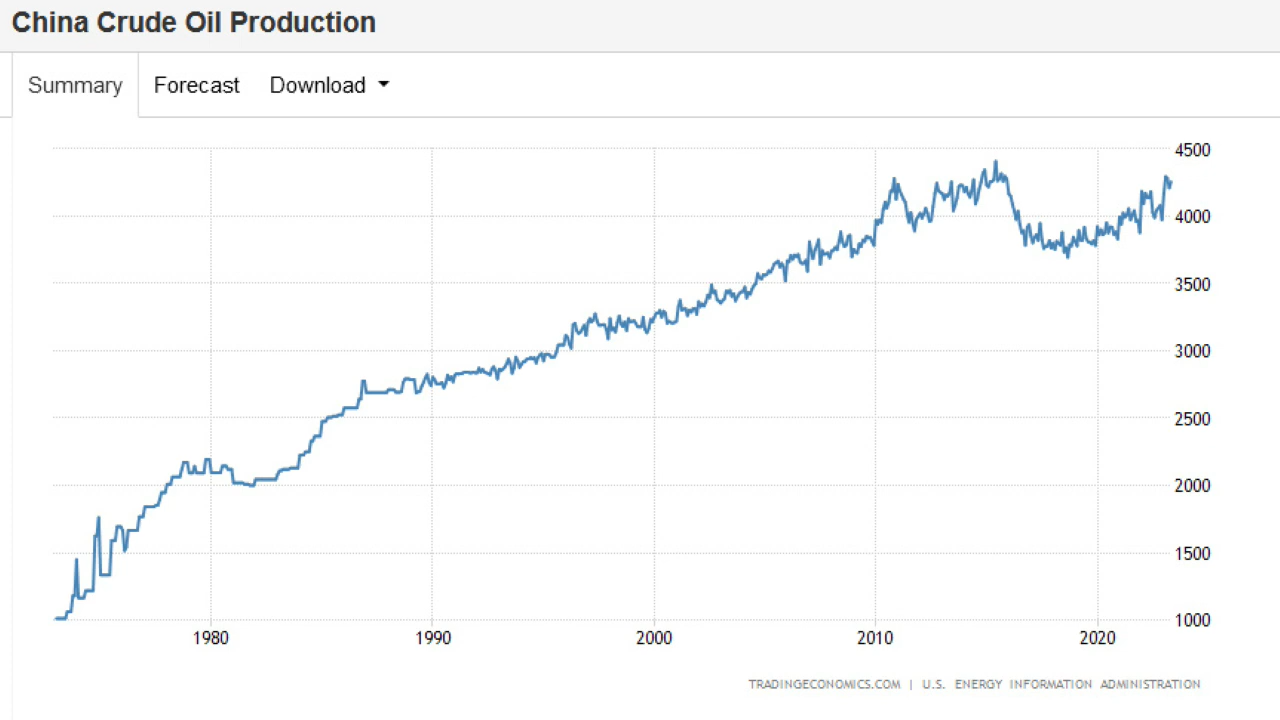 China Crude Oil Production
Summary Forecast Download
4500
4000
3500
3000
2500
2000
1500
1000
1980 1990 2000 2010 2020
TRADINGECONOMICS.COM | U.S. ENERGY INFORMATION ADMINISTRATION